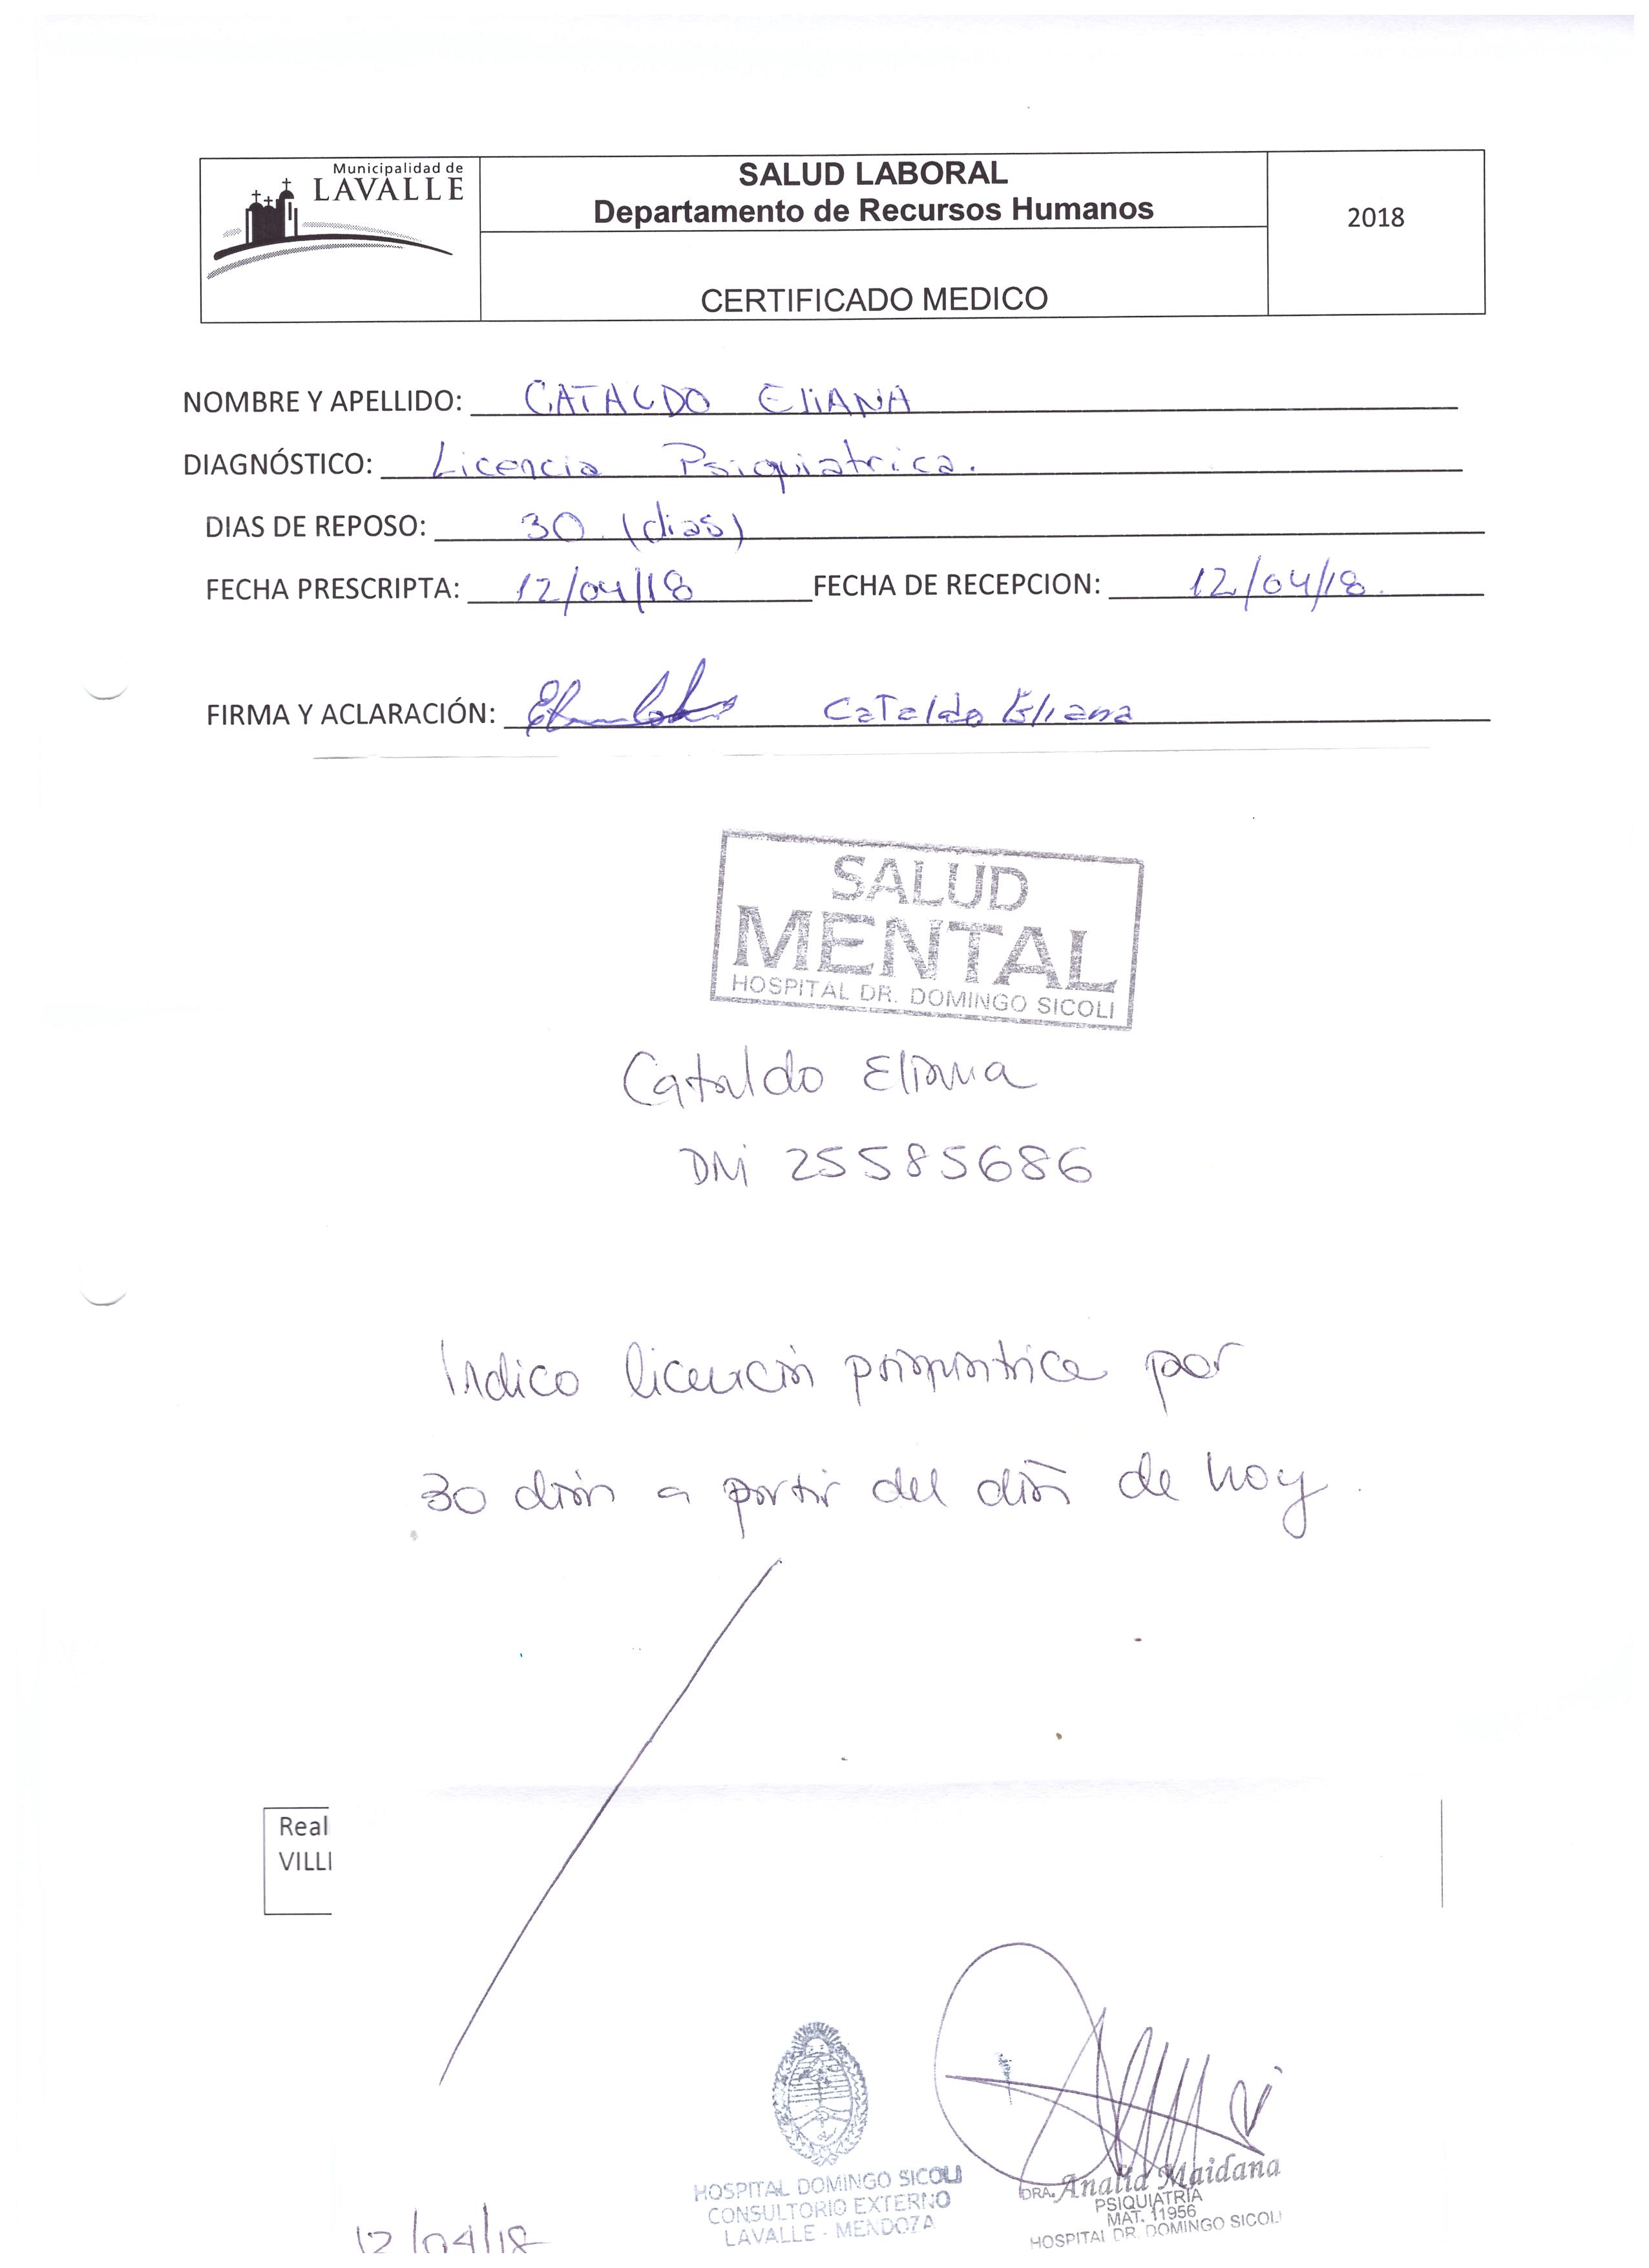 Municipalidad de
LAVALLE
SALUD LABORAL
Departamento de Recursos Humanos
2018
CERTIFICADO MEDICO
NOMBRE Y APELLIDO: CATALDO ELIANA
DIAGNÓSTICO: Licencia Psiquiatrica.
DIAS DE REPOSO: 30 (dias)
FECHA PRESCRIPTA: 12/04/18 FECHA DE RECEPCION: 12/04/18.
FIRMA Y ACLARACIÓN: Cataldo Eliana
SALUD
MENTAL
HOSPITAL DR. DOMINGO SICOLI
Cataldo Eliana
DNI 25585686
Indico licencia psiquiatrica por
30 días a partir del día de hoy.
Real
VILLI
HOSPITAL DOMINGO SICOLI
CONSULTORIO EXTERNO
LAVALLE - MENDOZA
DRA. Analia Maidana
PSIQUIATRIA
MAT. 11956
HOSPITAL DR. DOMINGO SICOLI
12/04/18